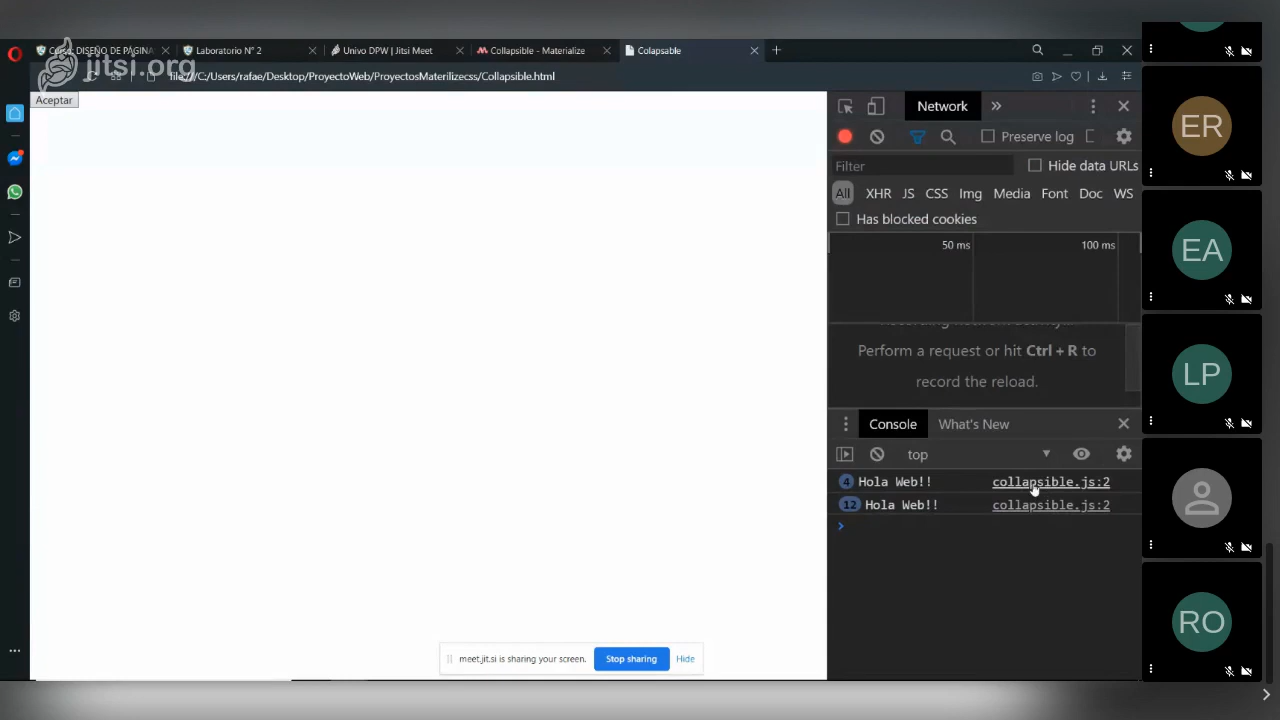 Laboratorio N° 2
Univo DPW | Jitsi Meet
Collapsible - Materialize
Colapsable
jitsi.org
file:///C:/Users/rafae/Desktop/ProyectoWeb/ProyectosMaterilizecss/Collapsible.html
Aceptar
Network
Preserve log
Filter
Hide data URLs
All XHR JS CSS Img Media Font Doc WS
Has blocked cookies
50 ms 100 ms
Recording network activity...
Perform a request or hit Ctrl + R to
record the reload.
Console What's New
top
4 Hola Web!! collapsible.js:2
12 Hola Web!! collapsible.js:2
meet.jit.si is sharing your screen. Stop sharing Hide
ER
EA
LP
RO